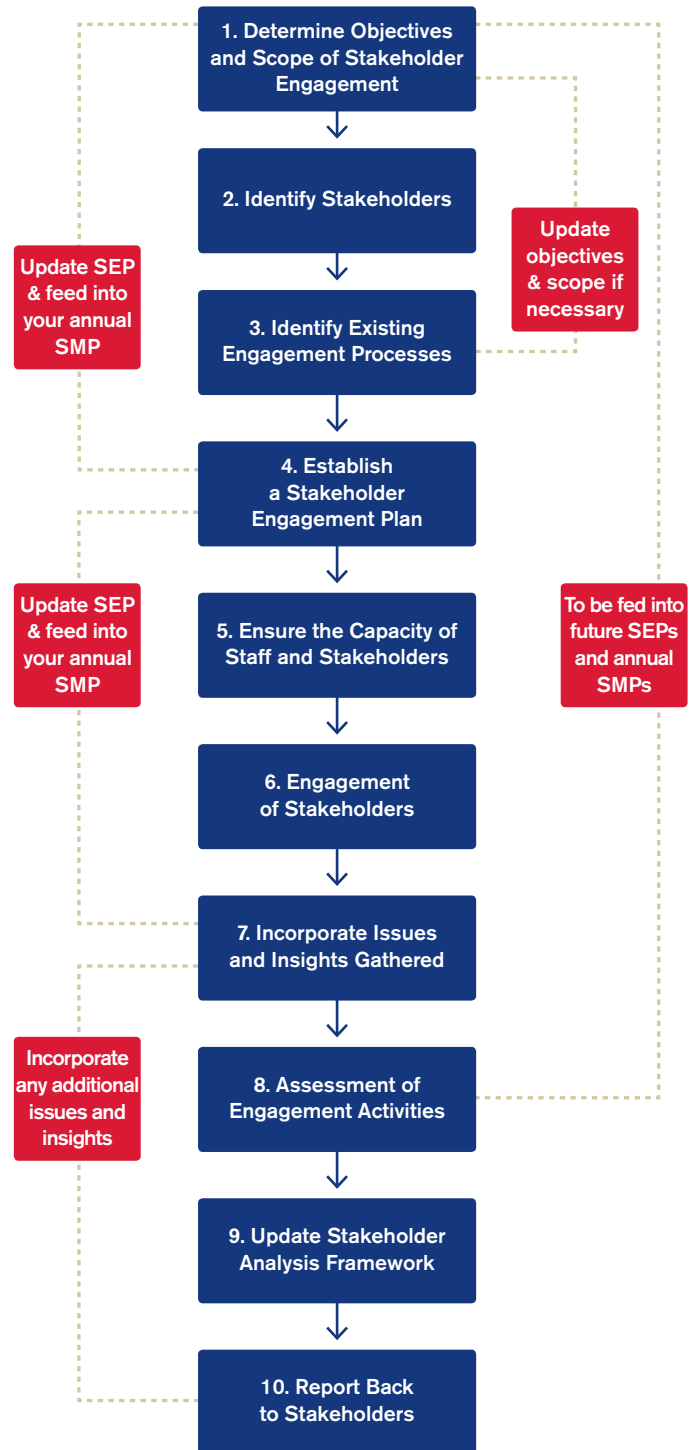 1. Determine Objectives
and Scope of Stakeholder
Engagement
2. Identify Stakeholders
Update
objectives
& scope if
necessary
Update SEP
& feed into
your annual
SMP
3. Identify Existing
Engagement Processes
4. Establish
a Stakeholder
Engagement Plan
Update SEP
& feed into
your annual
SMP
5. Ensure the Capacity of
Staff and Stakeholders
To be fed into
future SEPs
and annual
SMPs
6. Engagement
of Stakeholders
7. Incorporate Issues
and Insights Gathered
Incorporate
any additional
issues and
insights
8. Assessment of
Engagement Activities
9. Update Stakeholder
Analysis Framework
10. Report Back
to Stakeholders